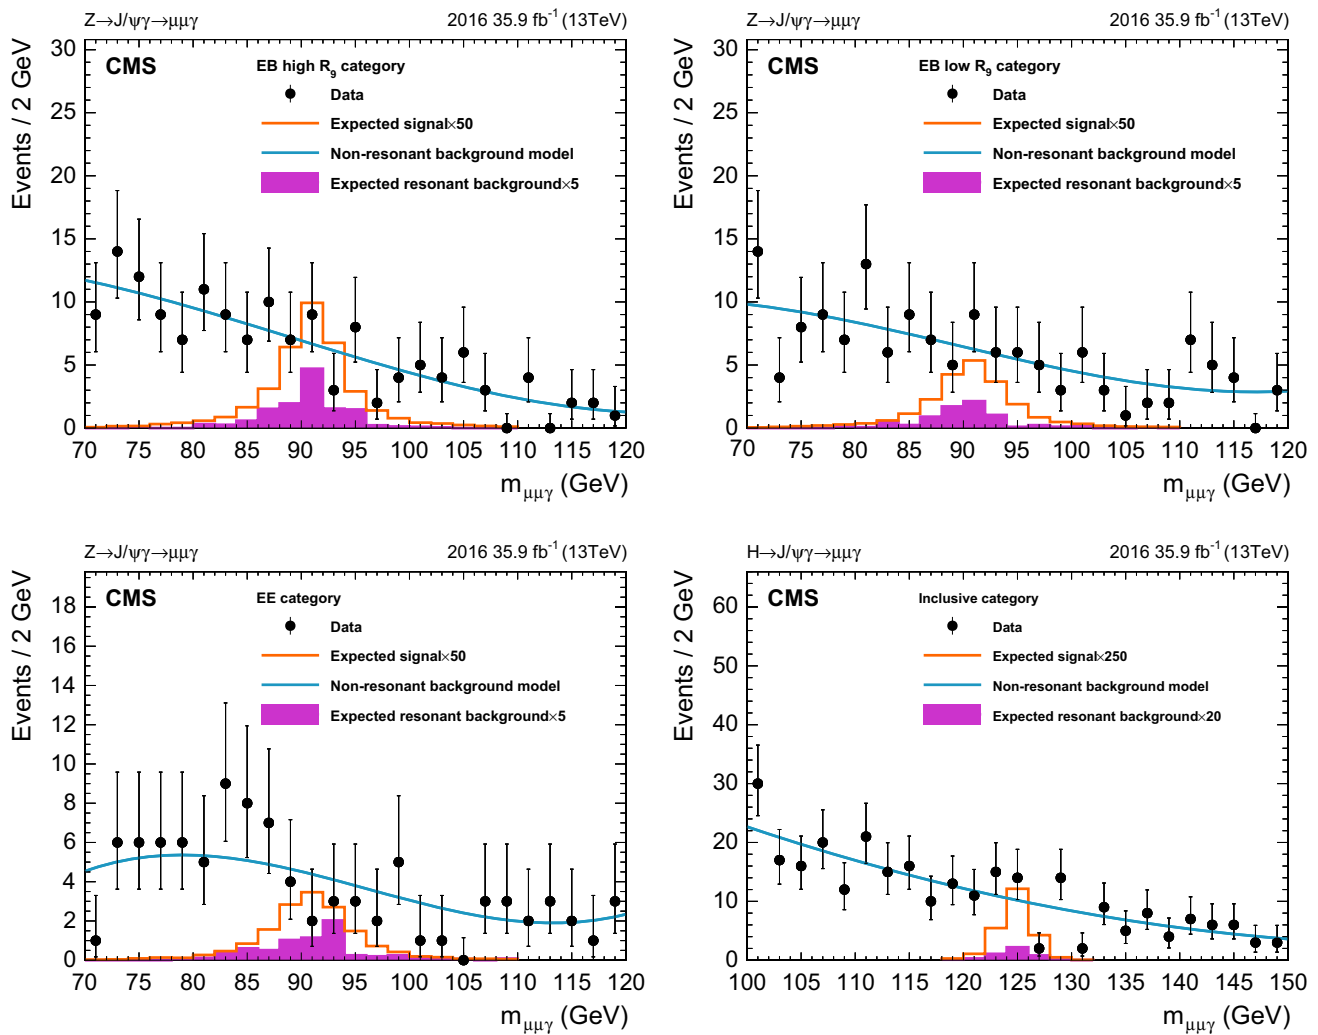 Z→J/ψγ→μμγ 2016 35.9 fb⁻¹ (13TeV)
CMS
EB high R₉ category
Data
Expected signal×50
Non-resonant background model
Expected resonant background×5
Events / 2 GeV
30
25
20
15
10
5
0
70 75 80 85 90 95 100 105 110 115 120
m_μμγ (GeV)
Z→J/ψγ→μμγ 2016 35.9 fb⁻¹ (13TeV)
CMS
EB low R₉ category
Data
Expected signal×50
Non-resonant background model
Expected resonant background×5
Events / 2 GeV
30
25
20
15
10
5
0
70 75 80 85 90 95 100 105 110 115 120
m_μμγ (GeV)
Z→J/ψγ→μμγ 2016 35.9 fb⁻¹ (13TeV)
CMS
EE category
Data
Expected signal×50
Non-resonant background model
Expected resonant background×5
Events / 2 GeV
18
16
14
12
10
8
6
4
2
0
70 75 80 85 90 95 100 105 110 115 120
m_μμγ (GeV)
H→J/ψγ→μμγ 2016 35.9 fb⁻¹ (13TeV)
CMS
Inclusive category
Data
Expected signal×250
Non-resonant background model
Expected resonant background×20
Events / 2 GeV
60
50
40
30
20
10
0
100 105 110 115 120 125 130 135 140 145 150
m_μμγ (GeV)